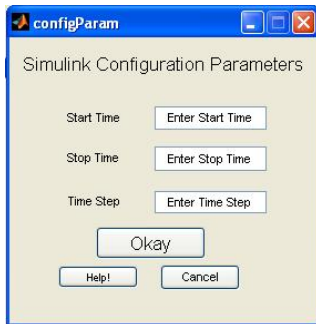 configParam
Simulink Configuration Parameters
Start Time Enter Start Time
Stop Time Enter Stop Time
Time Step Enter Time Step
Okay
Help! Cancel